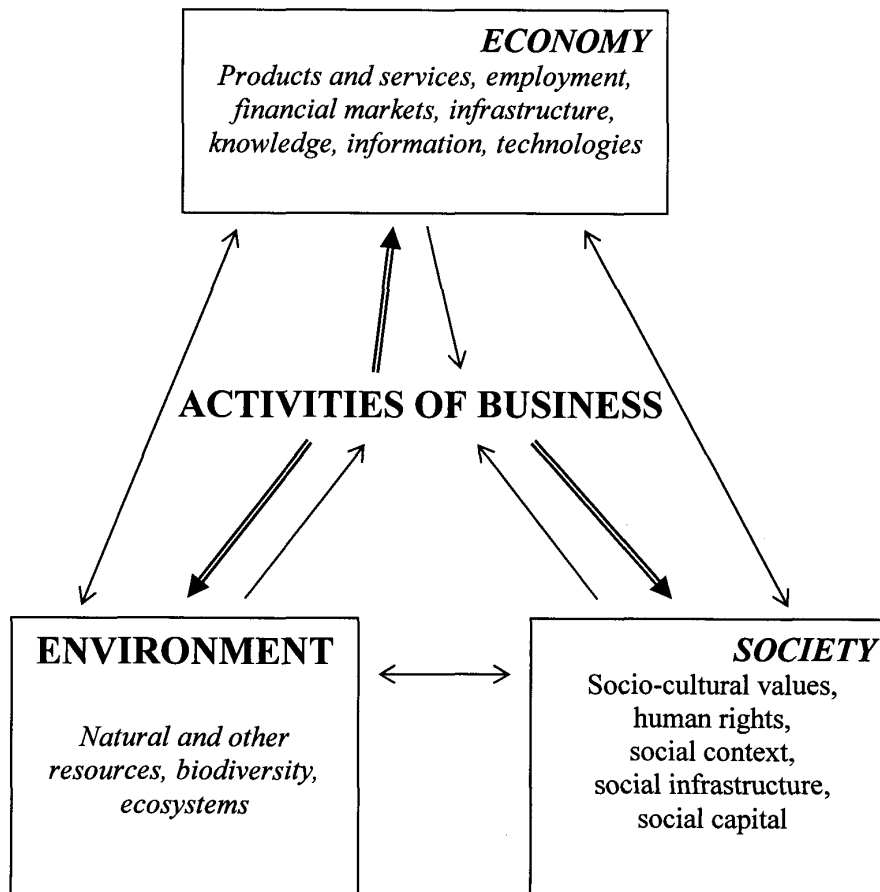 ECONOMY
Products and services, employment,
financial markets, infrastructure,
knowledge, information, technologies
ACTIVITIES OF BUSINESS
ENVIRONMENT
Natural and other
resources, biodiversity,
ecosystems
SOCIETY
Socio-cultural values,
human rights,
social context,
social infrastructure,
social capital